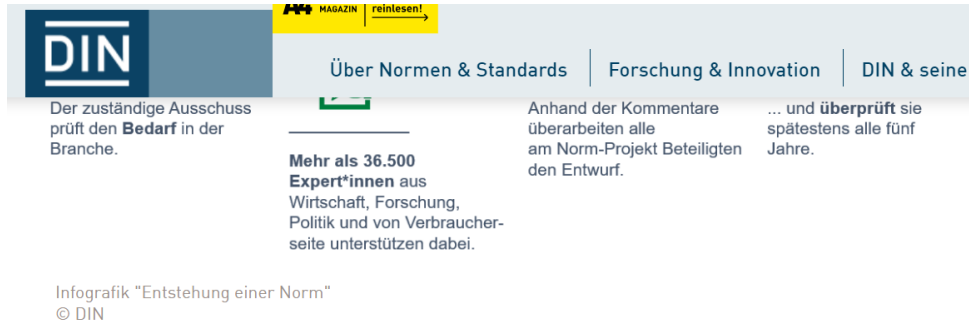 A4 MAGAZIN reinlesen!
DIN
Über Normen & Standards
Forschung & Innovation
DIN & seine
Der zuständige Ausschuss
prüft den Bedarf in der
Branche.
Mehr als 36.500
Expert*innen aus
Wirtschaft, Forschung,
Politik und von Verbraucher-
seite unterstützen dabei.
Anhand der Kommentare
überarbeiten alle
am Norm-Projekt Beteiligten
den Entwurf.
... und überprüft sie
spätestens alle fünf
Jahre.
Infografik "Entstehung einer Norm"
© DIN